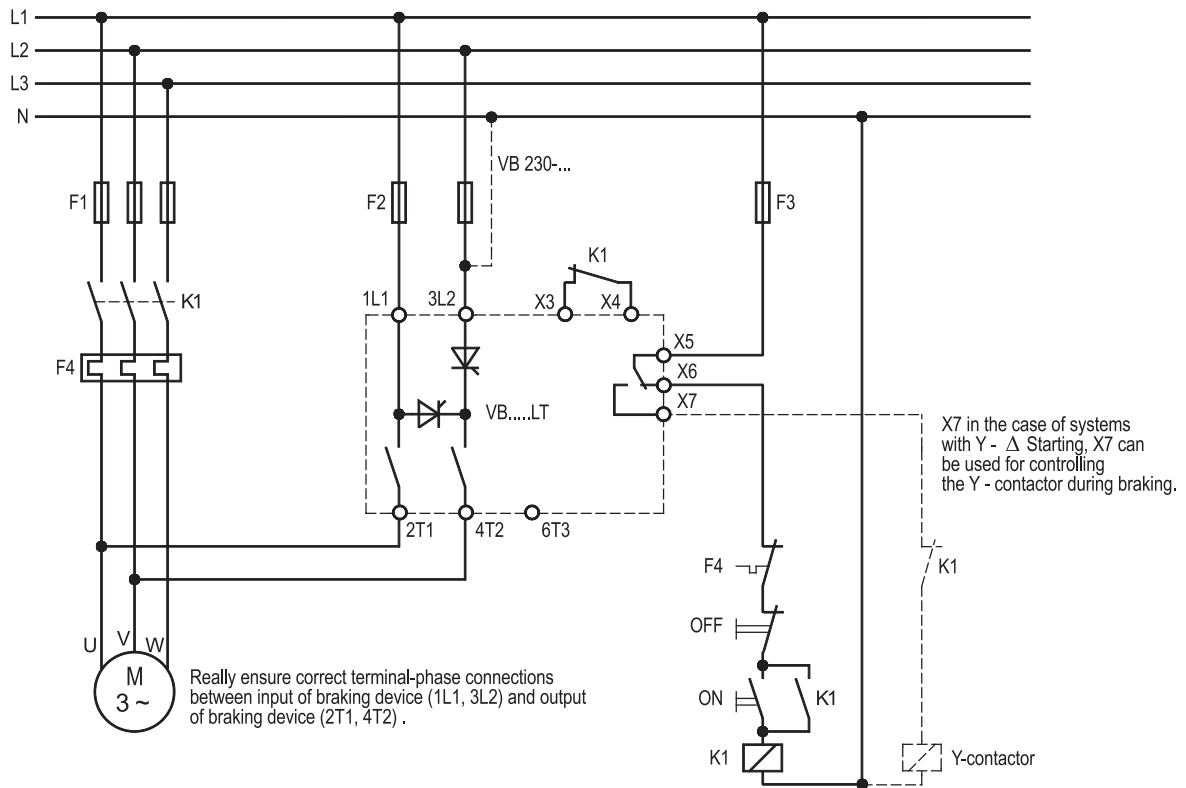 L1
L2
L3
N
VB 230-...
F1
F2
F3
K1
K1
1L1
3L2
X3
X4
X5
X6
X7
F4
VB.....LT
X7 in the case of systems
with Y - Δ Starting, X7 can
be used for controlling
the Y - contactor during braking.
2T1
4T2
6T3
F4
K1
OFF
U
V
W
M
3 ~
Really ensure correct terminal-phase connections
between input of braking device (1L1, 3L2) and output
of braking device (2T1, 4T2) .
ON
K1
K1
Y-contactor